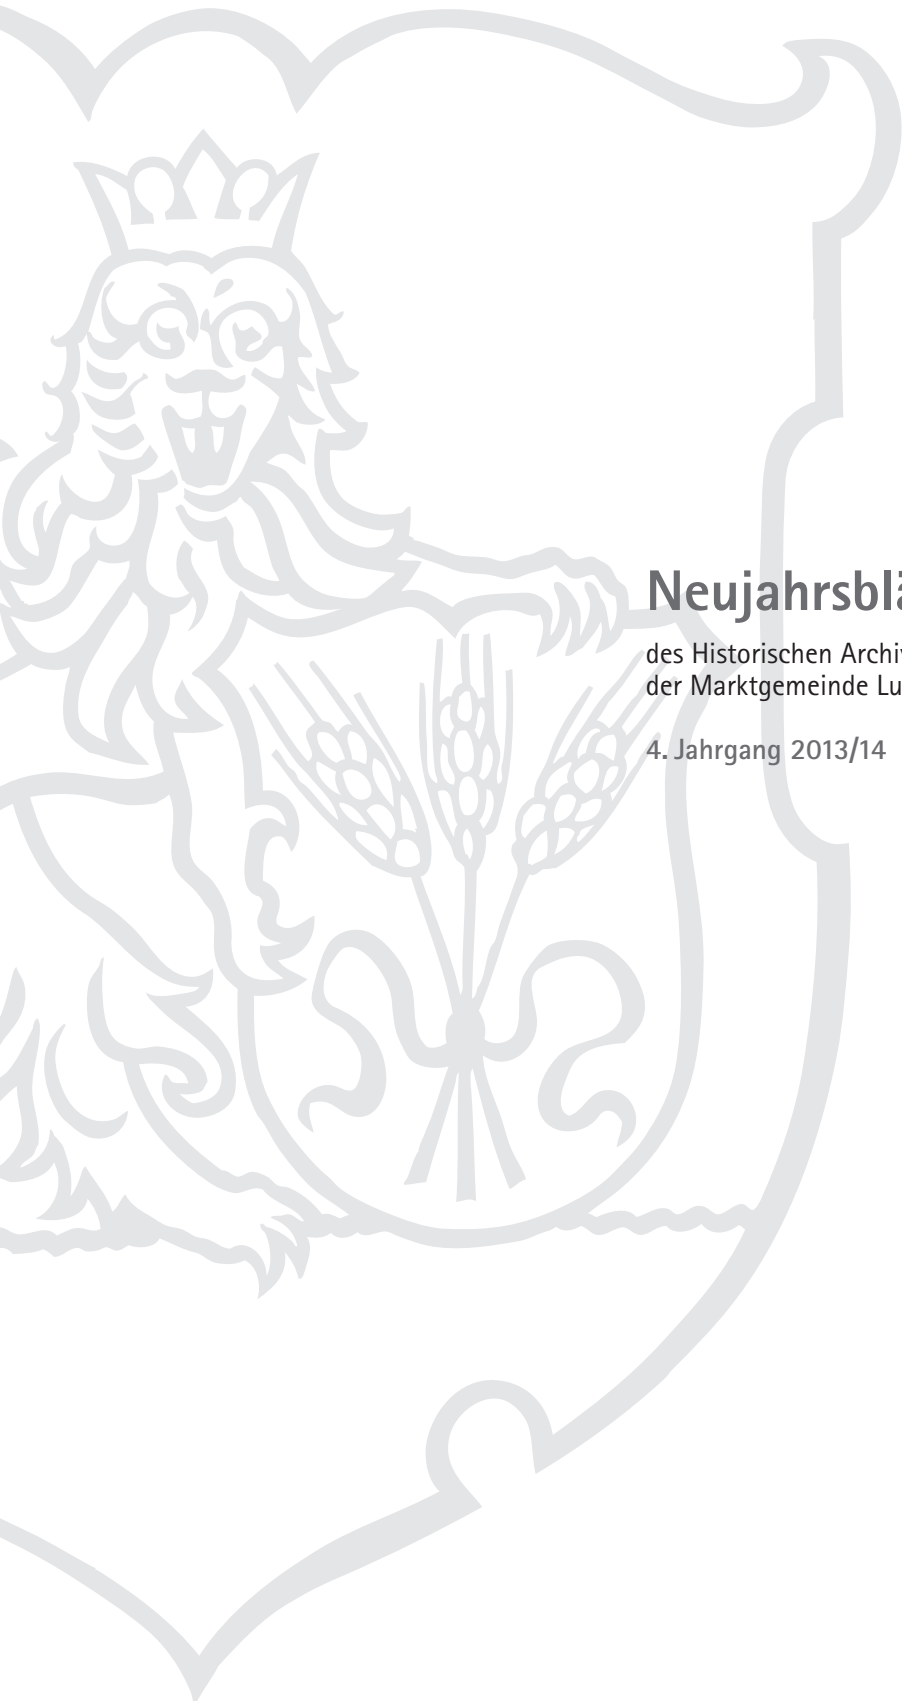 Neujahrsblä
des Historischen Archiv
der Marktgemeinde Lu
4. Jahrgang 2013/14